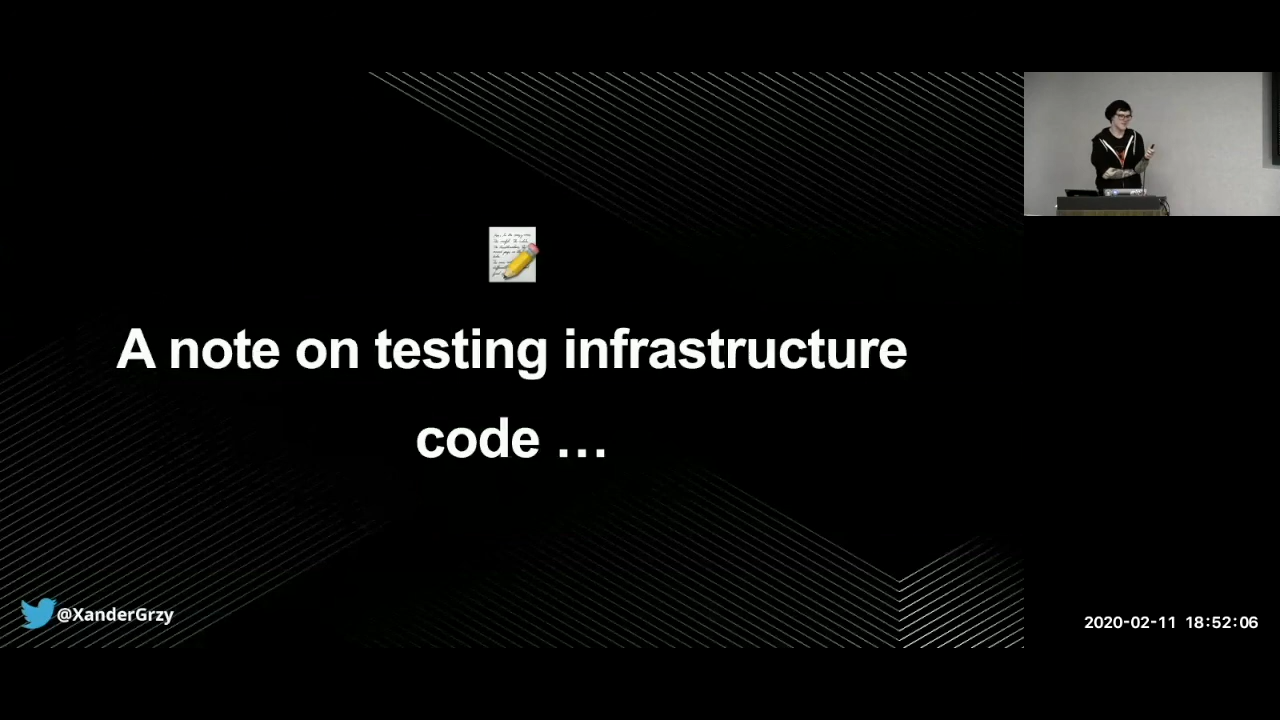 A note on testing infrastructure
code …
@XanderGrzy
2020-02-11 18:52:06